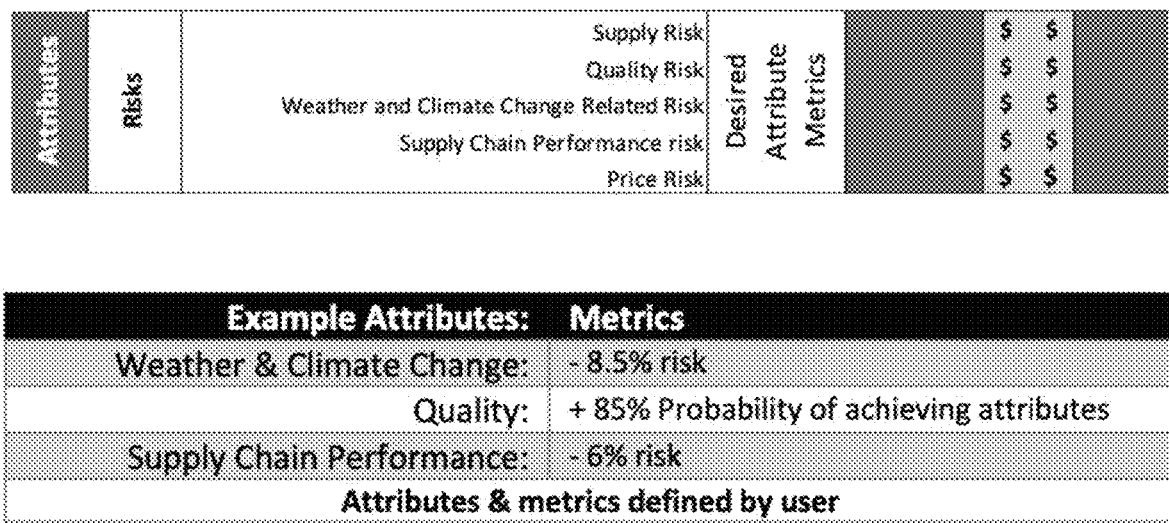 Attributes
Risks
Supply Risk
Quality Risk
Weather and Climate Change Related Risk
Supply Chain Performance risk
Price Risk
Desired
Attribute
Metrics
$ $
$ $
$ $
$ $
$ $
Example Attributes: Metrics
Weather & Climate Change: - 8.5% risk
Quality: + 85% Probability of achieving attributes
Supply Chain Performance: - 6% risk
Attributes & metrics defined by user